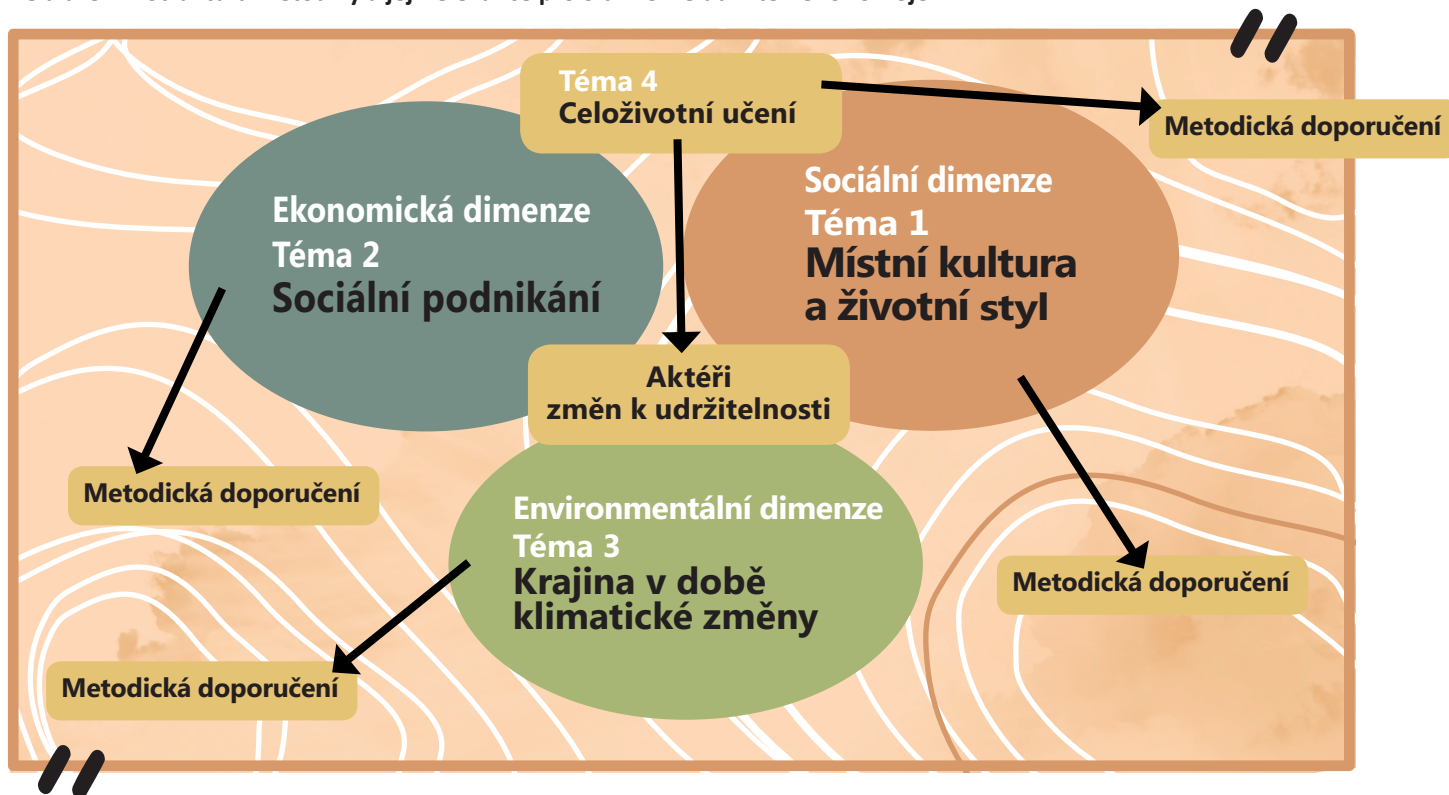 Téma 4
Celoživotní učení
Metodická doporučení
Sociální dimenze
Téma 1
Místní kultura
a životní styl
Ekonomická dimenze
Téma 2
Sociální podnikání
Aktéři
změn k udržitelnosti
Metodická doporučení
Environmentální dimenze
Téma 3
Krajina v době
klimatické změny
Metodická doporučení
Metodická doporučení